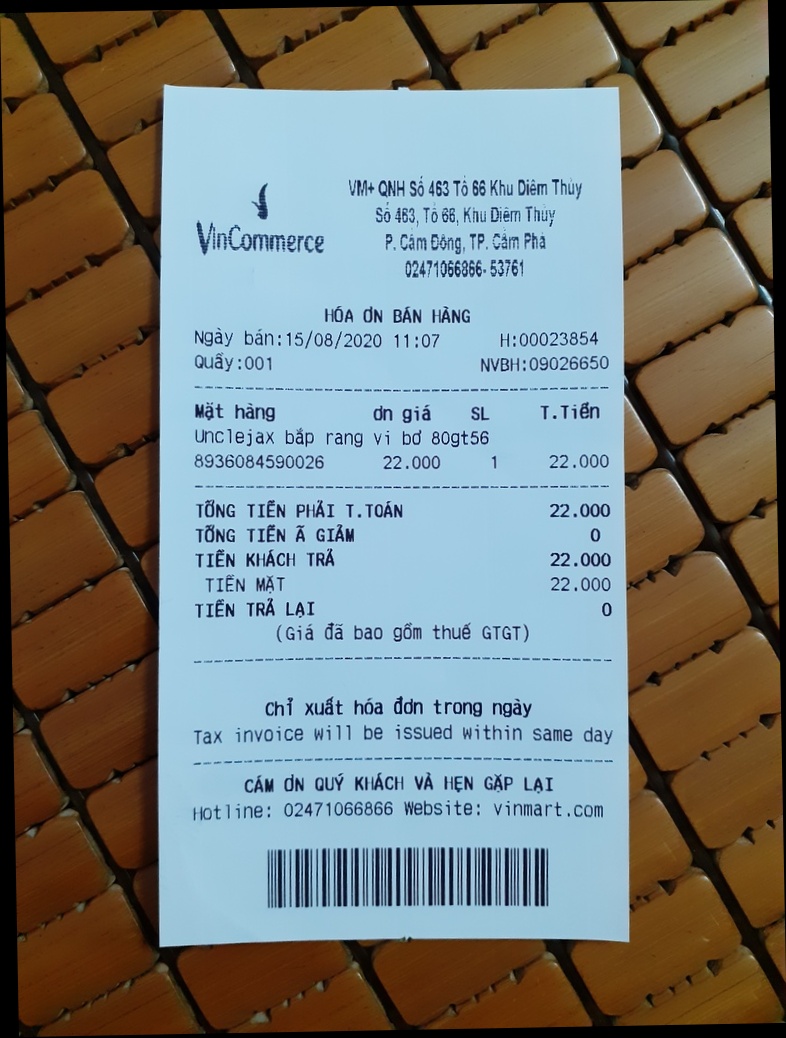 VinCommerce
VM+ QNH Số 463 Tổ 66 Khu Diêm Thủy
Số 463, Tổ 66, Khu Diêm Thủy
P. Cẩm Đông, TP. Cẩm Phả
02471066866- 53761
HÓA ƠN BÁN HÀNG
Ngày bán:15/08/2020 11:07 H:00023854
Quầy:001 NVBH:09026650
Mặt hàng ơn giá SL T.Tiền
Unclejax bắp rang vị bơ 80gt56
8936084590026 22.000 1 22.000
TỔNG TIỀN PHẢI T.TOÁN 22.000
TỔNG TIỀN Ã GIẢM 0
TIỀN KHÁCH TRẢ 22.000
TIỀN MẶT 22.000
TIỀN TRẢ LẠI 0
(Giá đã bao gồm thuế GTGT)
Chỉ xuất hóa đơn trong ngày
Tax invoice will be issued within same day
CÁM ƠN QUÝ KHÁCH VÀ HẸN GẶP LẠI
Hotline: 02471066866 Website: vinmart.com